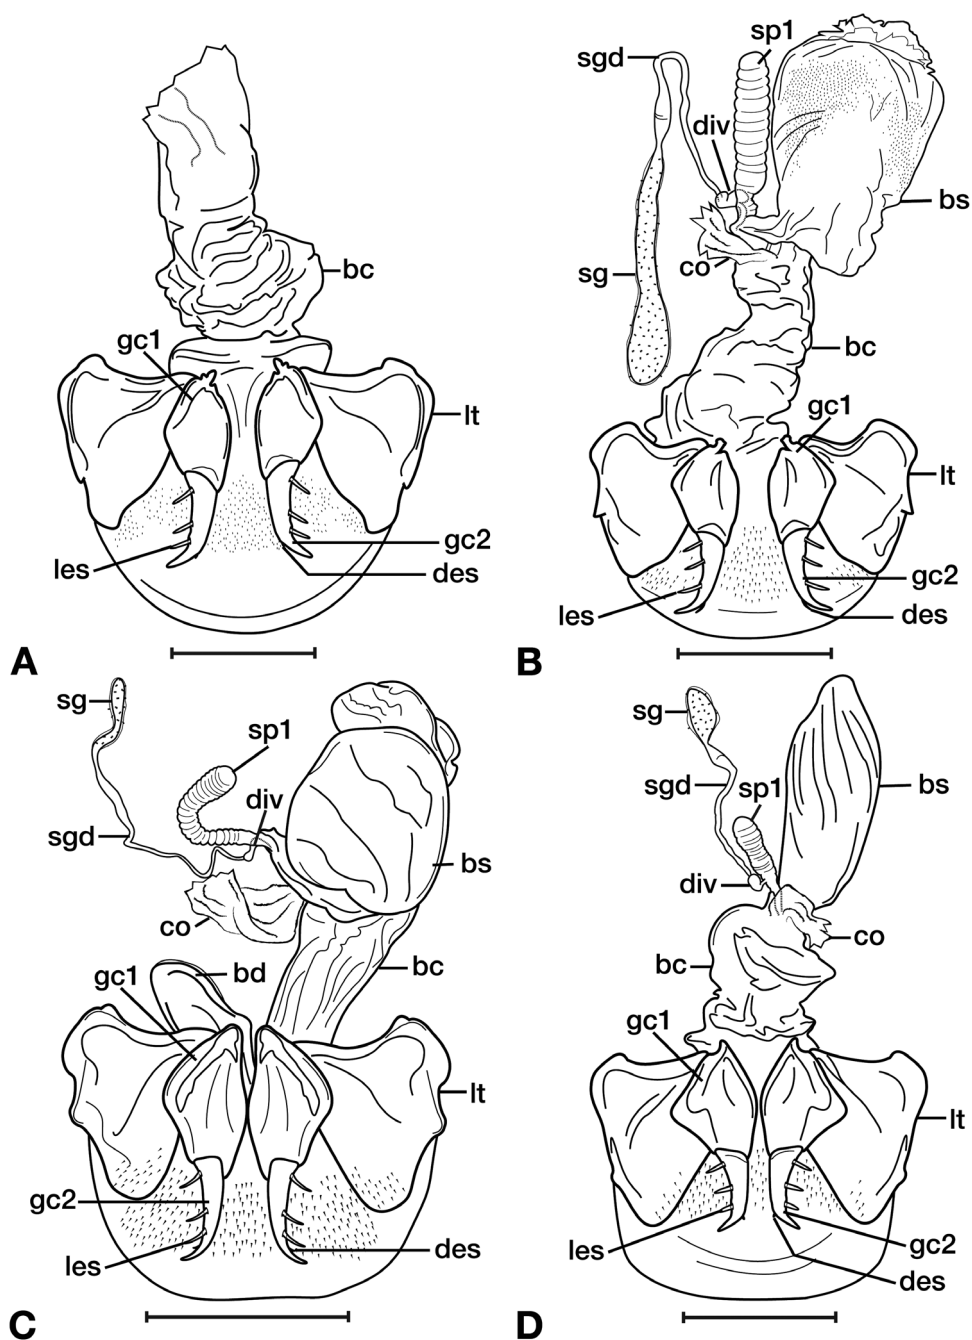 bc
gc1
lt
gc2
les
des
A
sp1
sgd
div
bs
sg
co
bc
gc1
lt
gc2
les
des
B
sg
sp1
div
sgd
bs
co
bd
bc
gc1
lt
gc2
les
des
C
sg
sgd
sp1
bs
div
co
bc
gc1
lt
les
gc2
des
D